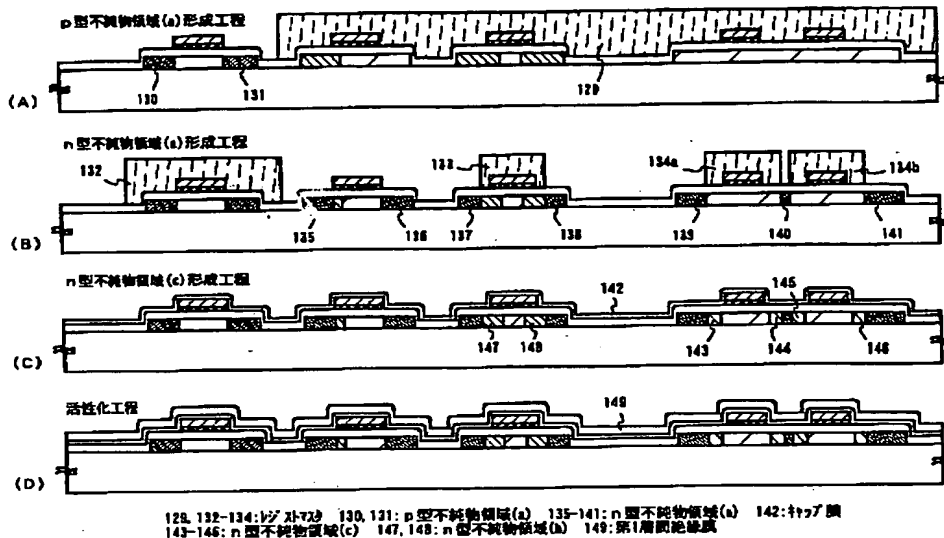 p型不純物領域(a)形成工程
130 131 129
(A)
n型不純物領域(a)形成工程
132 133 134a 134b
135 136 137 138 139 140 141
(B)
n型不純物領域(c)形成工程
142 145
147 148 143 144 146
(C)
活性化工程
149
(D)
129, 132-134:レジストマスク 130, 131:p型不純物領域(a) 135-141:n型不純物領域(a) 142:キャップ膜
143-146:n型不純物領域(c) 147, 148:n型不純物領域(b) 149:第1層間絶縁膜